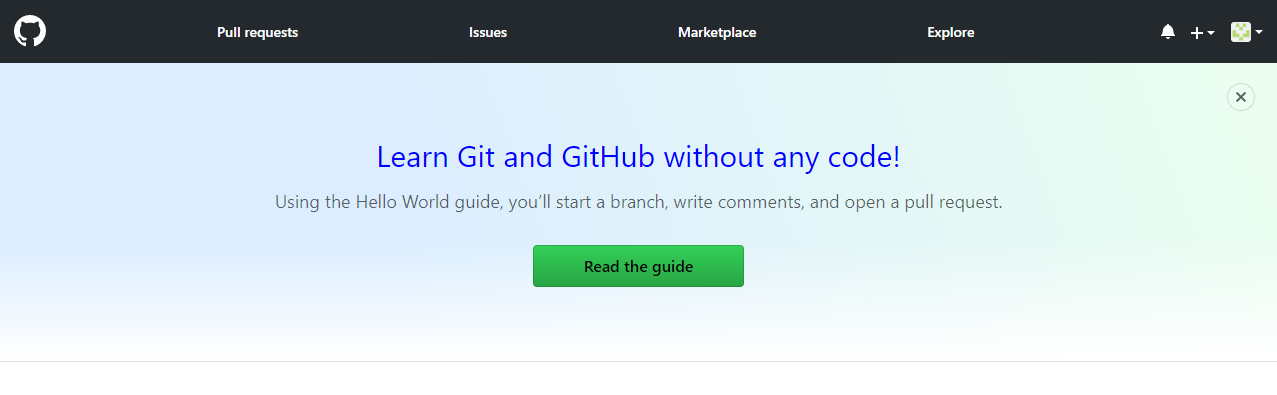 Pull requests Issues Marketplace Explore
Learn Git and GitHub without any code!
Using the Hello World guide, you’ll start a branch, write comments, and open a pull request.
Read the guide